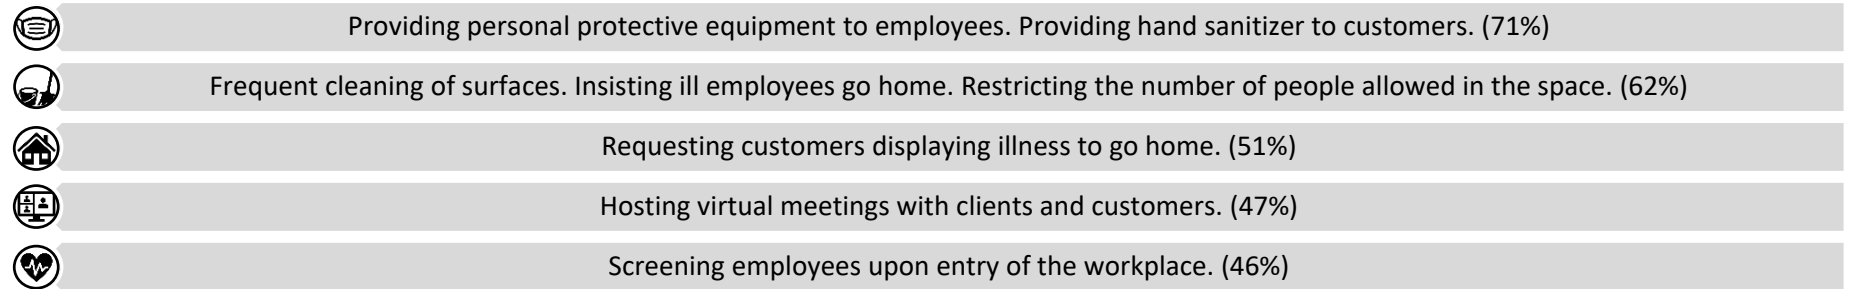 Providing personal protective equipment to employees. Providing hand sanitizer to customers. (71%)
Frequent cleaning of surfaces. Insisting ill employees go home. Restricting the number of people allowed in the space. (62%)
Requesting customers displaying illness to go home. (51%)
Hosting virtual meetings with clients and customers. (47%)
Screening employees upon entry of the workplace. (46%)